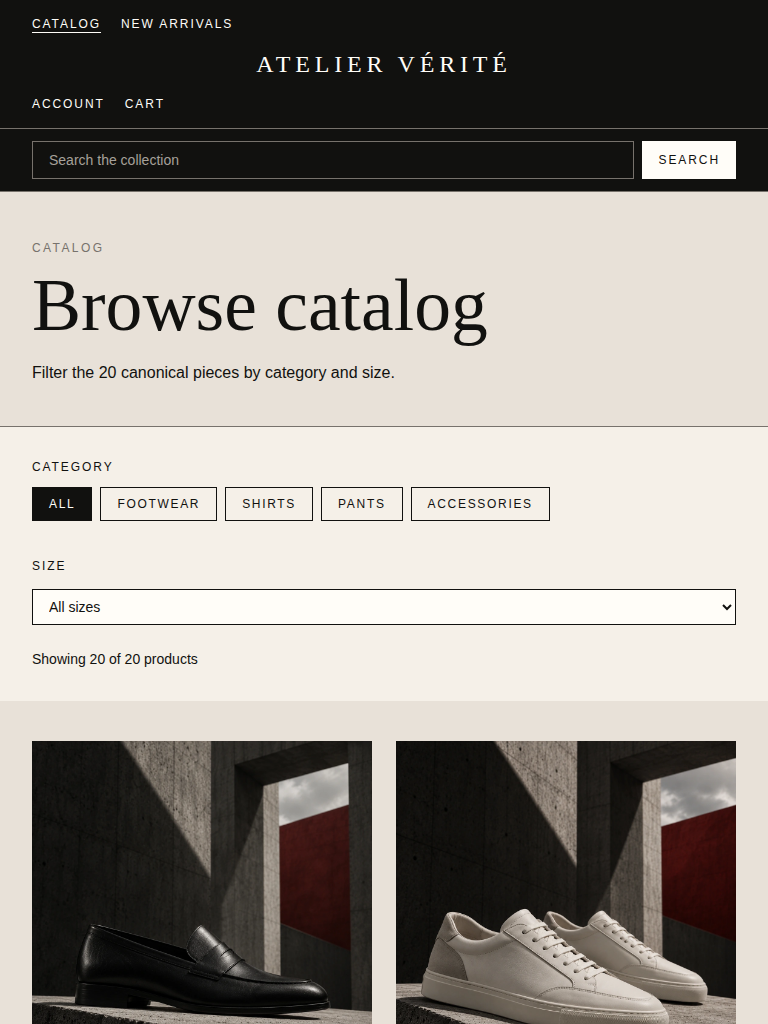 CATALOG NEW ARRIVALS
ATELIER VÉRITÉ
ACCOUNT CART
Search the collection SEARCH
CATALOG
Browse catalog
Filter the 20 canonical pieces by category and size.
CATEGORY
ALL FOOTWEAR SHIRTS PANTS ACCESSORIES
SIZE
All sizes
Showing 20 of 20 products